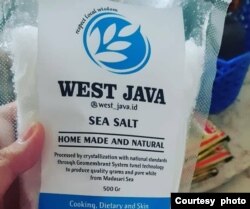 respect local wisdom
WEST JAVA
@west_java.id
SEA SALT
HOME MADE AND NATURAL
Processed by crystallization with national standards
through Geomembrant System tunnel technology
to produce quality grams and pure white
from Madurari Sea
500 Gr
Cooking, Dietary and Skin
Courtesy photo